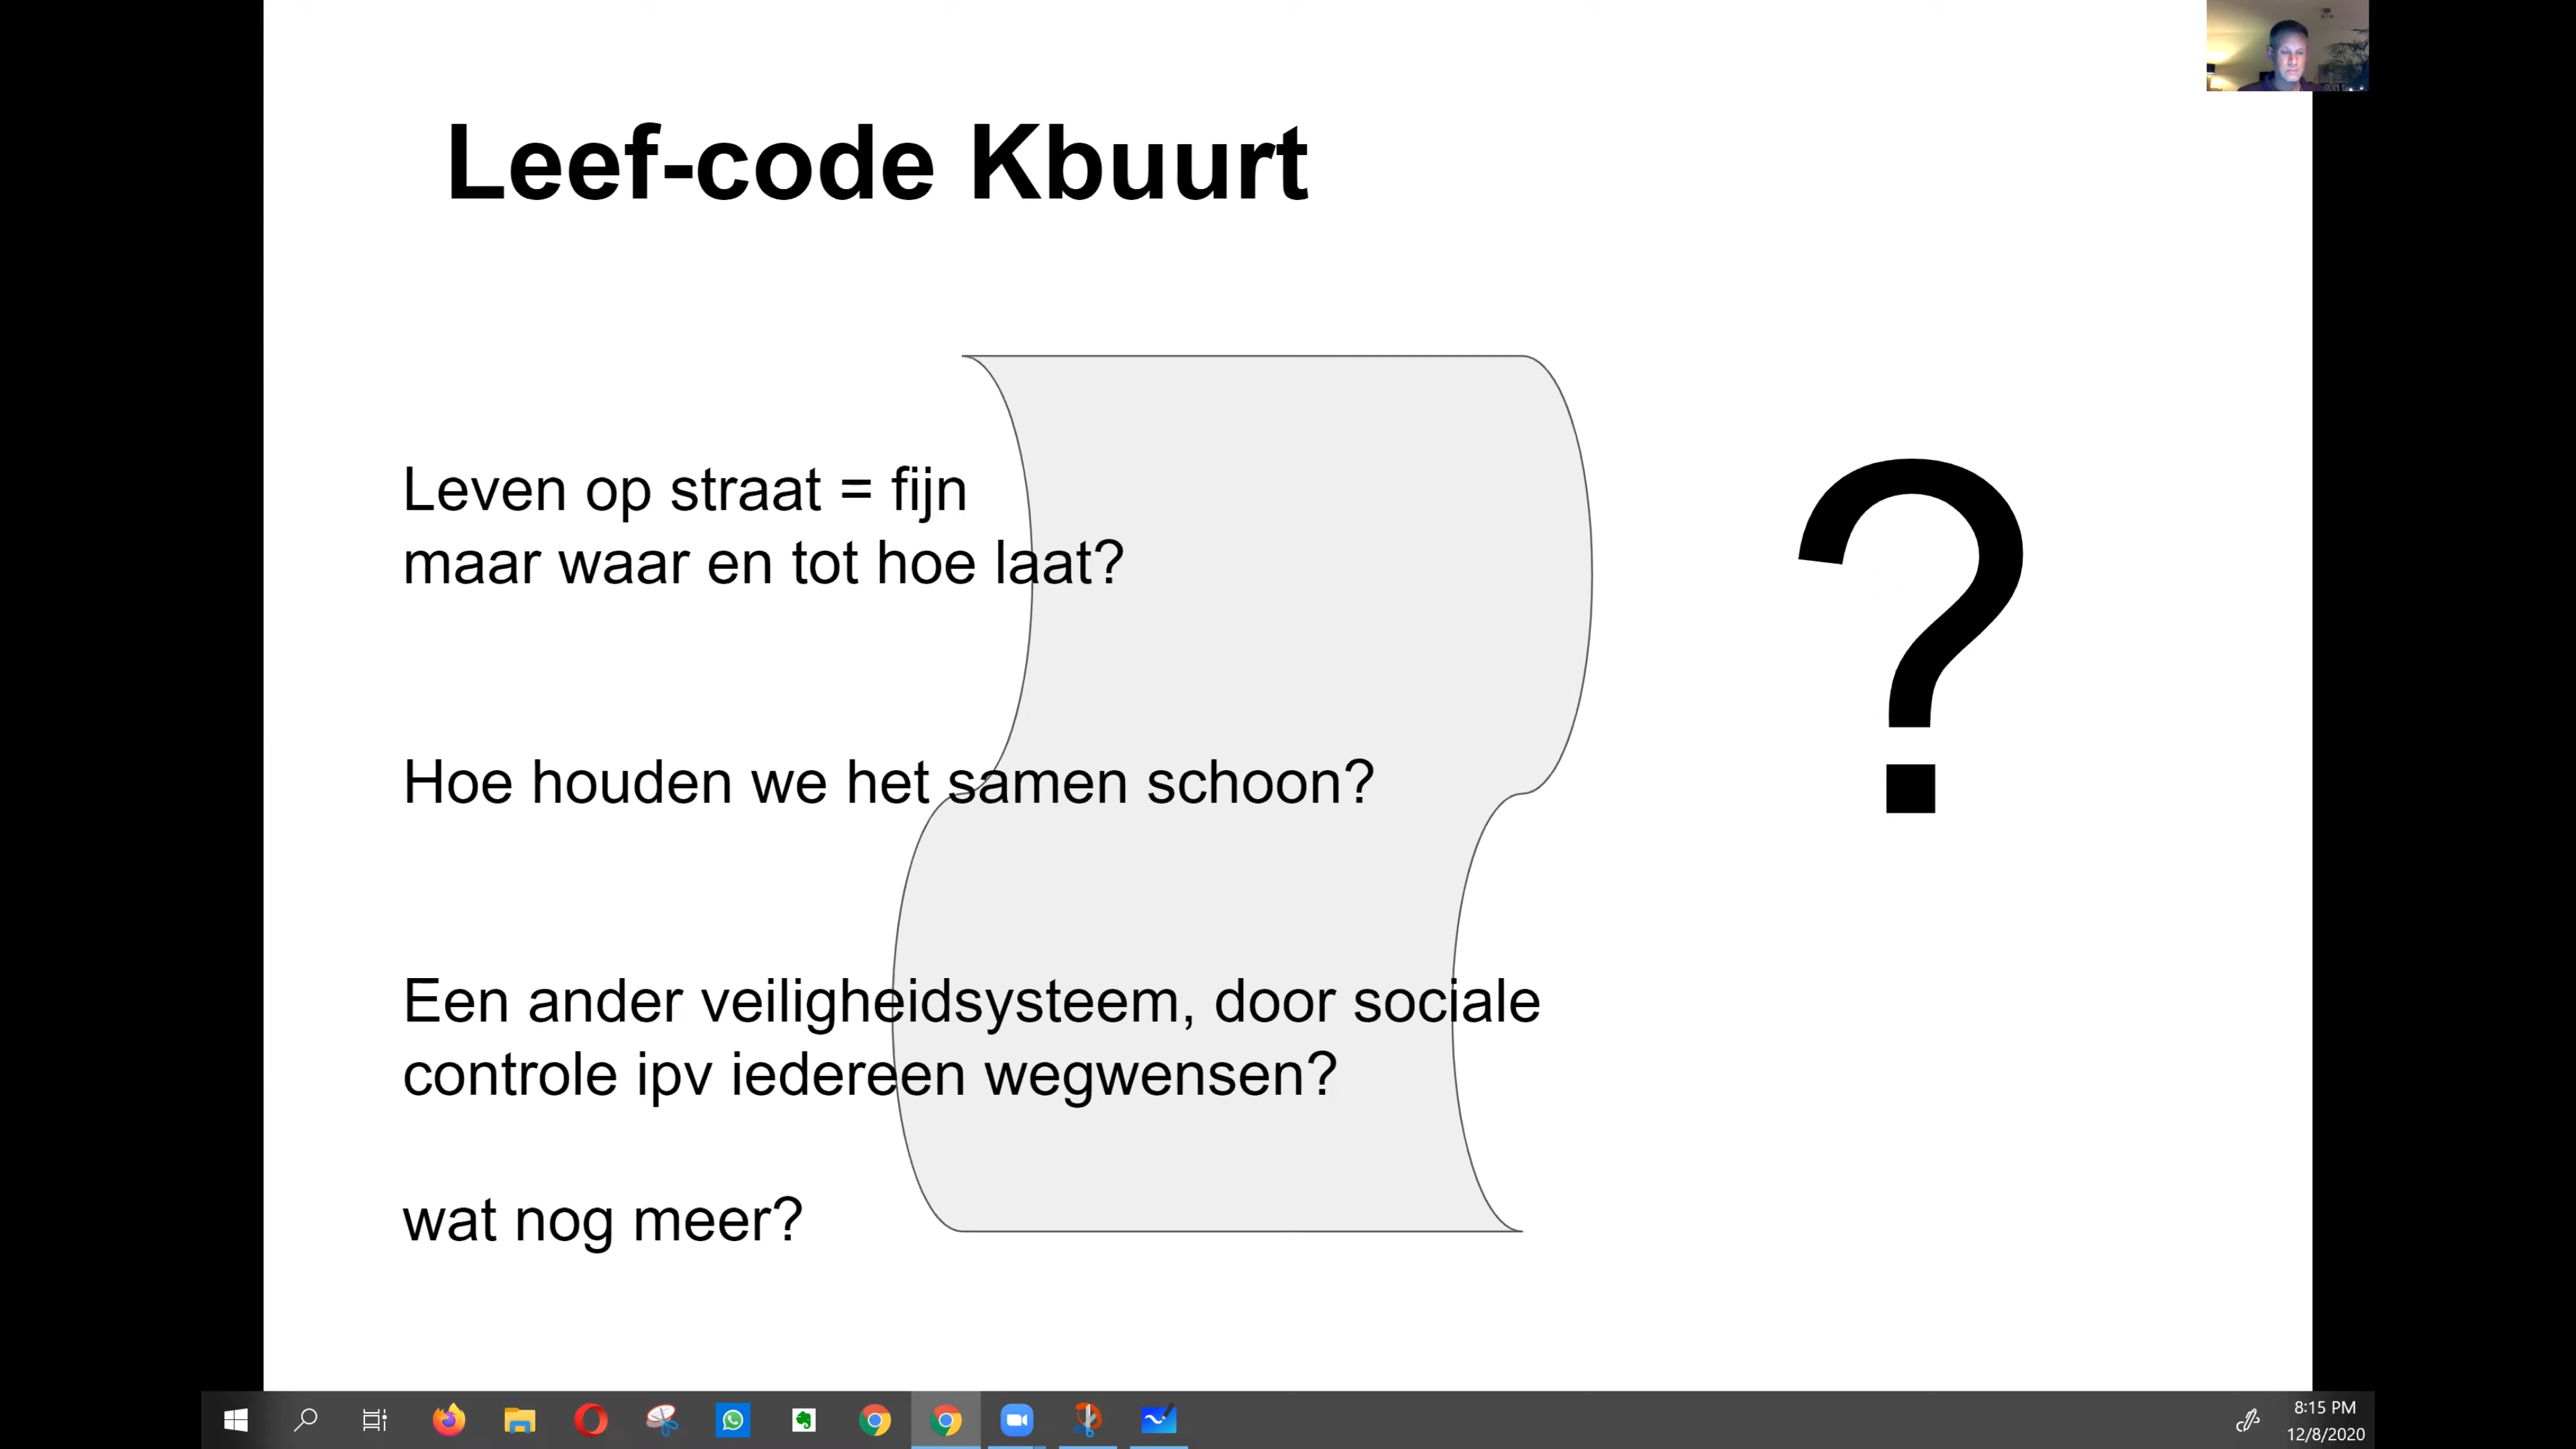 Leef-code Kbuurt
Leven op straat = fijn
maar waar en tot hoe laat?
Hoe houden we het samen schoon?
Een ander veiligheidsysteem, door sociale
controle ipv iedereen wegwensen?
wat nog meer?
?
8:15 PM
12/8/2020